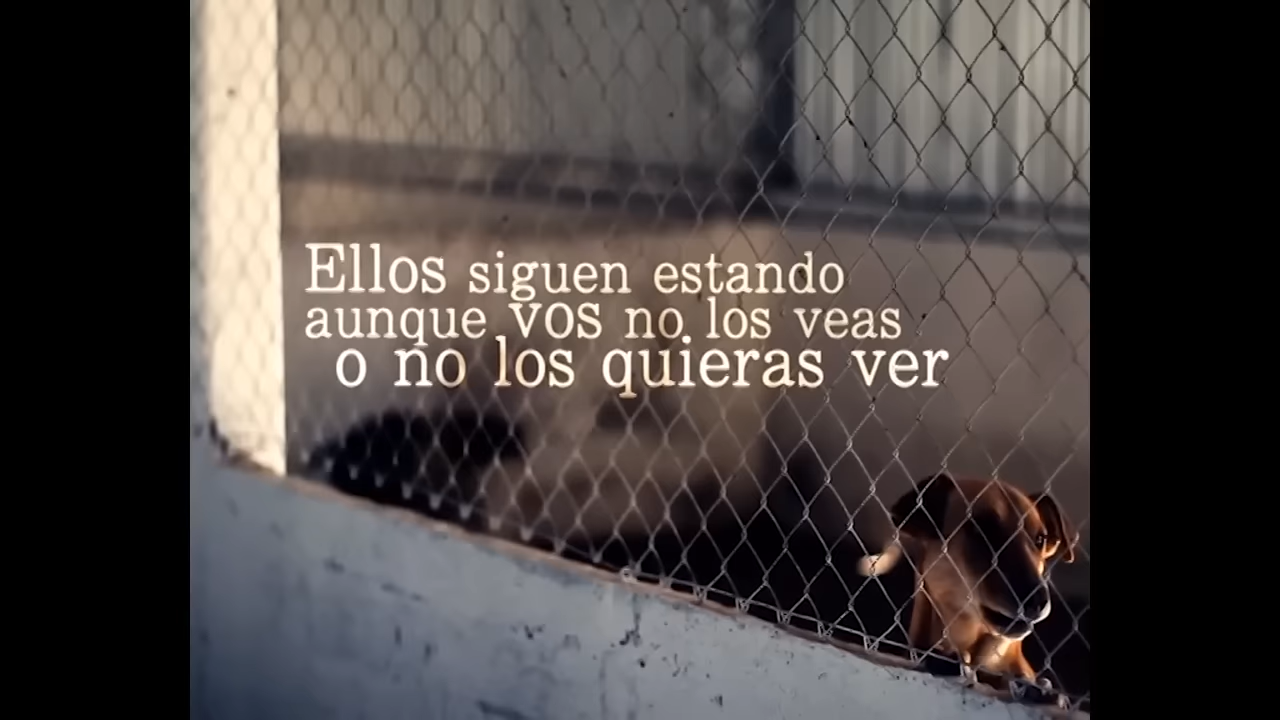 Ellos siguen estando
aunque vos no los veas
o no los quieras ver